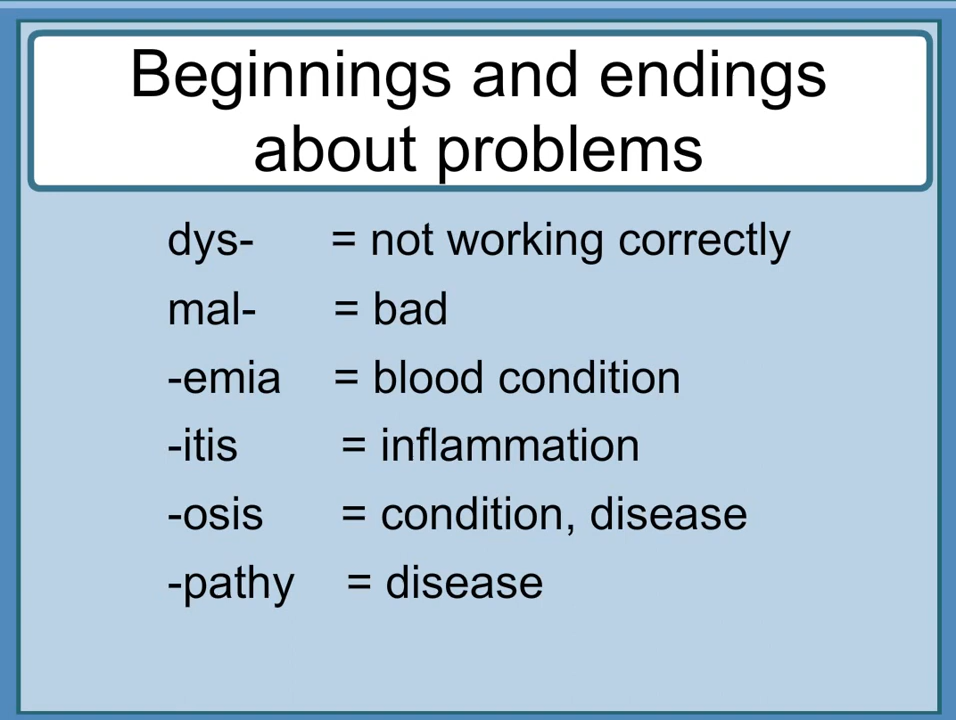 Beginnings and endings
about problems
dys- = not working correctly
mal- = bad
-emia = blood condition
-itis = inflammation
-osis = condition, disease
-pathy = disease